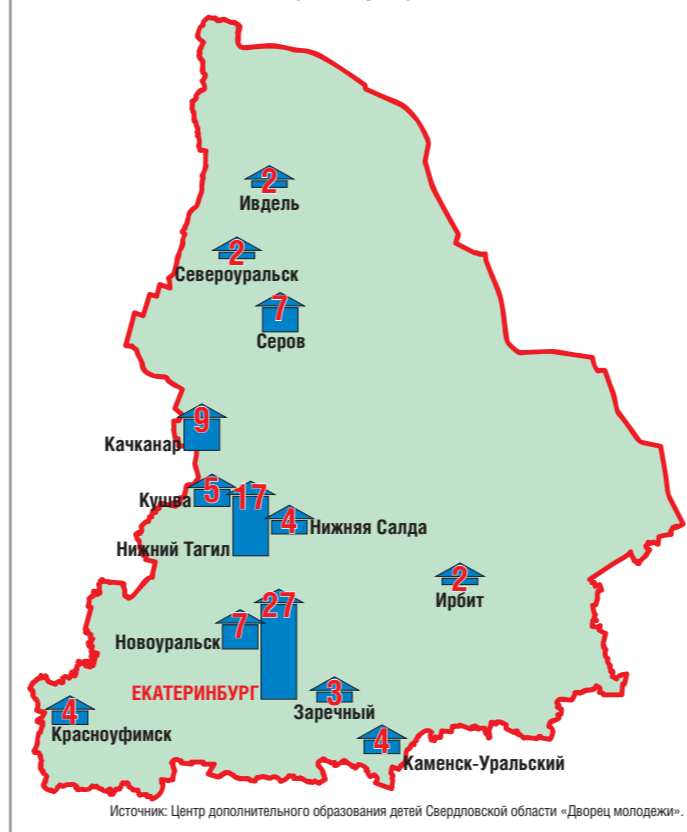 2
Ивдель
2
Североуральск
7
Серов
9
Качканар
5
Кушва
17
Нижний Тагил
4
Нижняя Салда
2
Ирбит
27
7
Новоуральск
ЕКАТЕРИНБУРГ
3
Заречный
4
Красноуфимск
4
Каменск-Уральский
Источник: Центр дополнительного образования детей Свердловской области «Дворец молодежи».